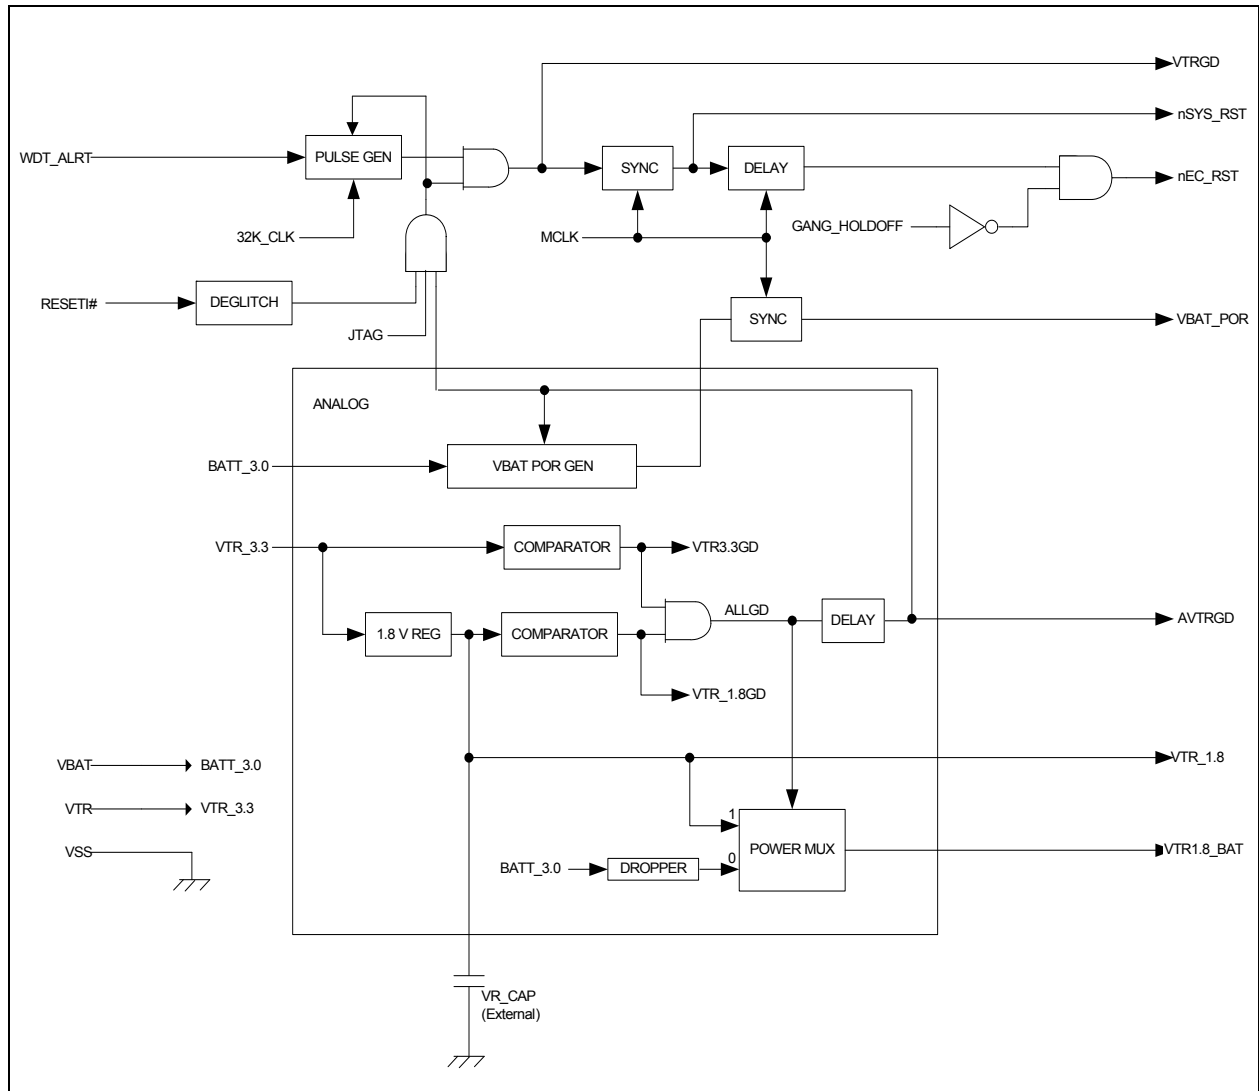 VTRGD
nSYS_RST
WDT_ALRT
PULSE GEN
SYNC
DELAY
nEC_RST
32K_CLK
MCLK
GANG_HOLDOFF
RESETI#
DEGLITCH
JTAG
SYNC
VBAT_POR
ANALOG
BATT_3.0
VBAT POR GEN
VTR_3.3
COMPARATOR
VTR3.3GD
1.8 V REG
COMPARATOR
ALLGD
DELAY
AVTRGD
VTR_1.8GD
VBAT
BATT_3.0
VTR_1.8
VTR
VTR_3.3
1
VSS
POWER MUX
VTR1.8_BAT
0
BATT_3.0
DROPPER
VR_CAP
(External)